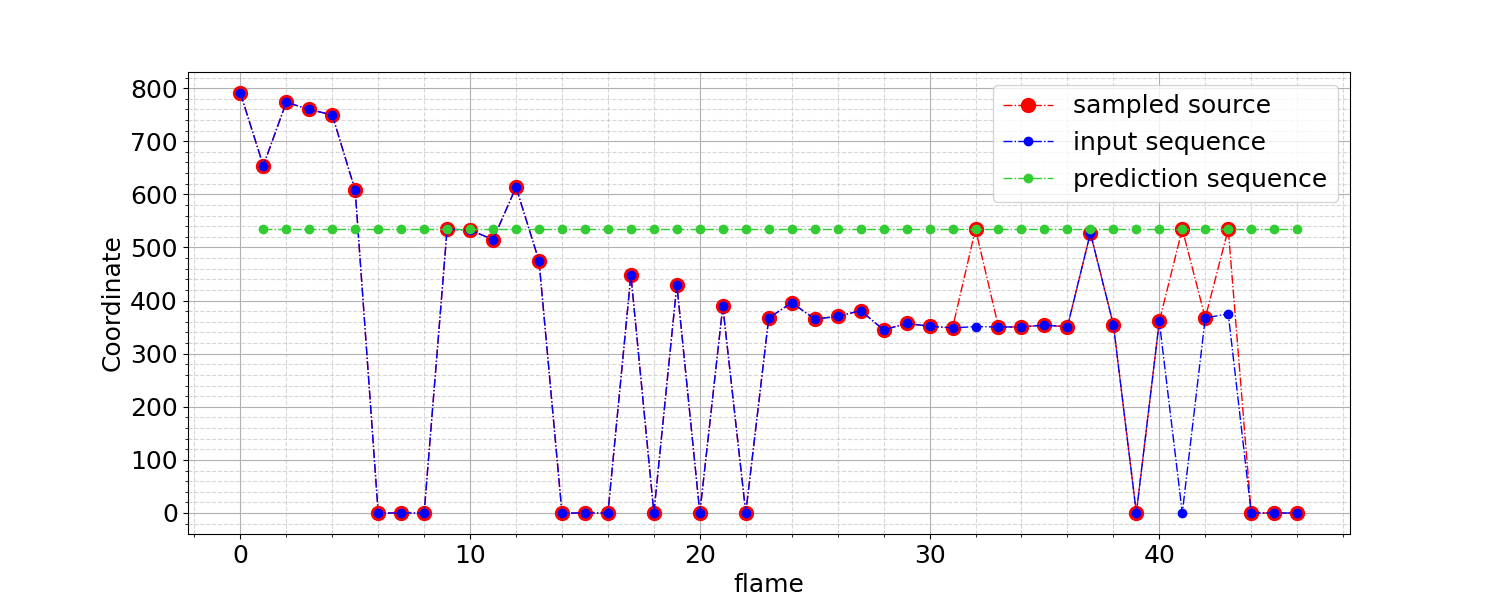 800
700
600
500
400
300
200
100
0
Coordinate
0 10 20 30 40
flame
sampled source
input sequence
prediction sequence